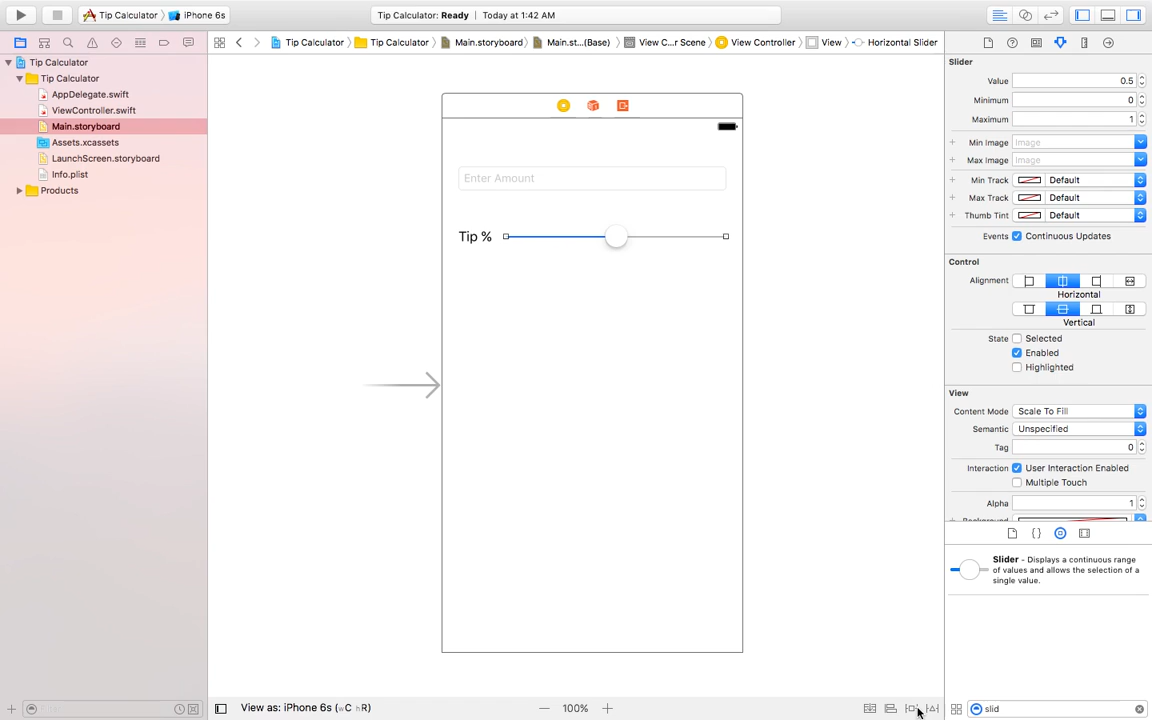 Tip Calculator iPhone 6s
Tip Calculator: Ready Today at 1:42 AM
Tip Calculator Tip Calculator Main.storyboard Main.st...(Base) View C...r Scene View Controller View Horizontal Slider
Tip Calculator
Tip Calculator
AppDelegate.swift
ViewController.swift
Main.storyboard
Assets.xcassets
LaunchScreen.storyboard
Info.plist
Products
Enter Amount
Tip %
Slider
Value 0.5
Minimum 0
Maximum 1
Min Image Image
Max Image Image
Min Track Default
Max Track Default
Thumb Tint Default
Events Continuous Updates
Control
Alignment
Horizontal
Vertical
State Selected
Enabled
Highlighted
View
Content Mode Scale To Fill
Semantic Unspecified
Tag 0
Interaction User Interaction Enabled
Multiple Touch
Alpha 1
Background
Slider - Displays a continuous range
of values and allows the selection of a
single value.
Filter
View as: iPhone 6s (wC hR)
100%
slid